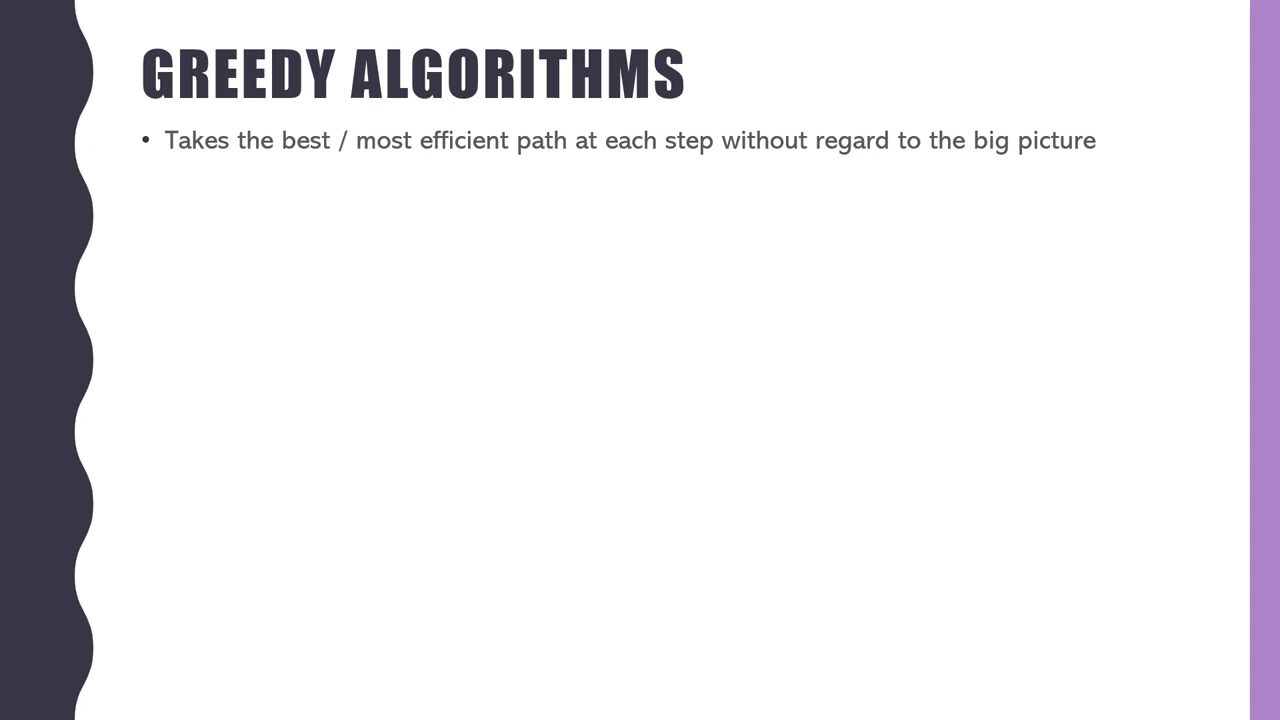 GREEDY ALGORITHMS
• Takes the best / most efficient path at each step without regard to the big picture